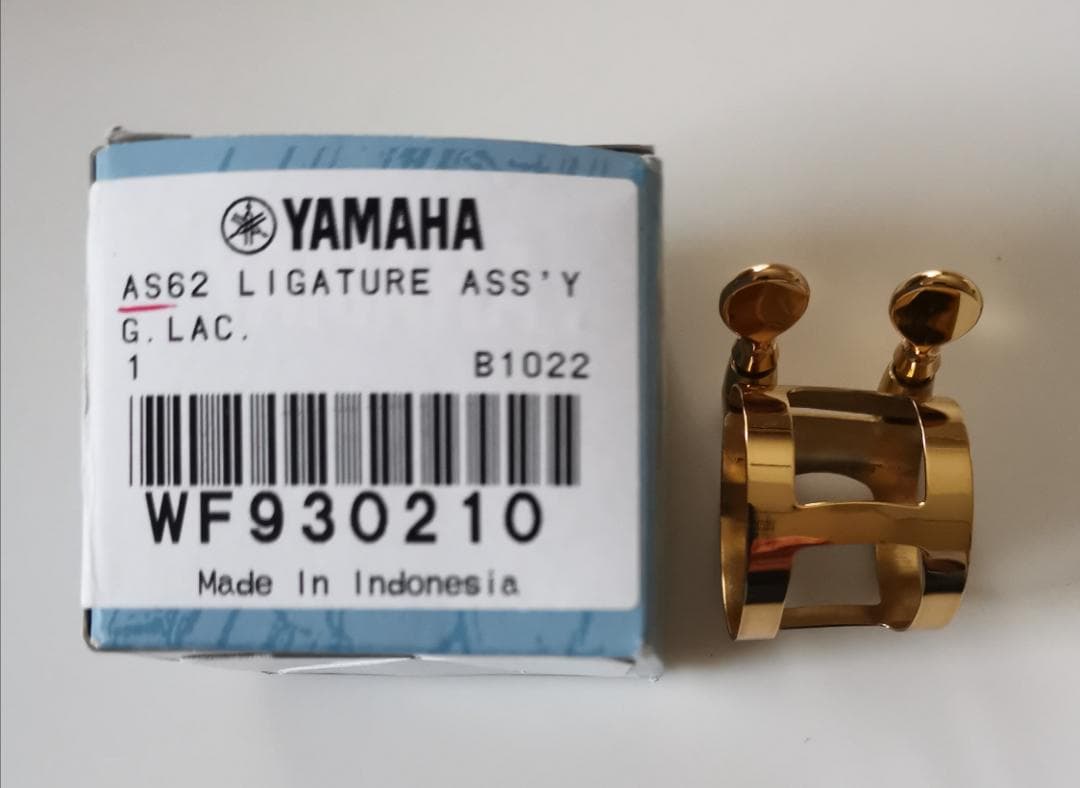 YAMAHA
AS62 LIGATURE ASS'Y
G.LAC.
1 B1022
WF930210
Made In Indonesia